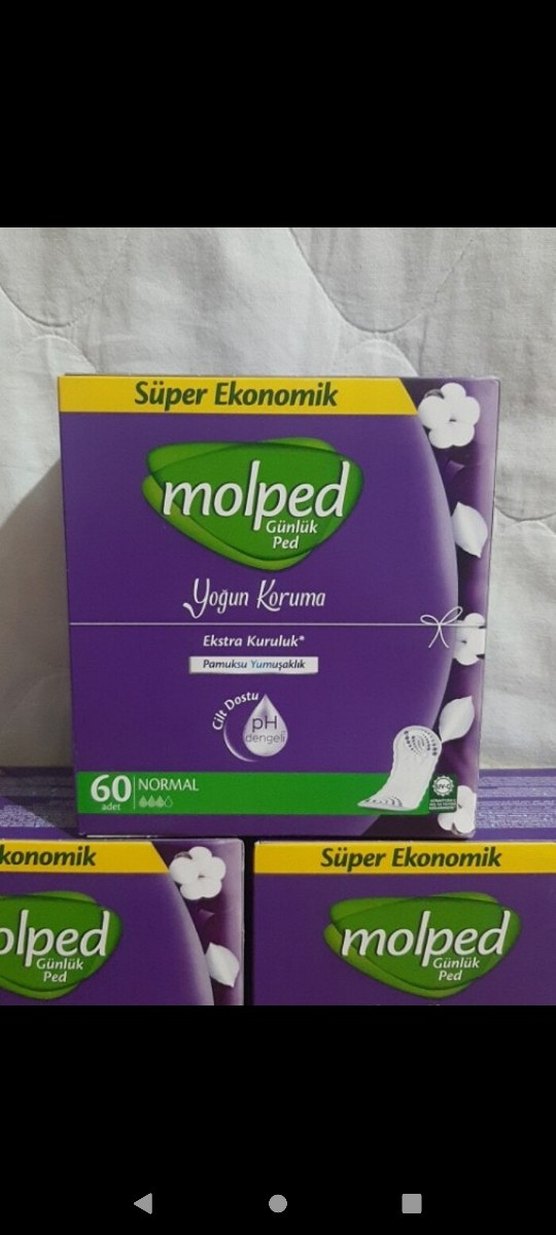 Süper Ekonomik
molped
Günlük
Ped
Yoğun Koruma
Ekstra Kuruluk*
Pamuksu Yumuşaklık
Cilt Dostu
pH
dengeli
60
adet
NORMAL
konomik
olped
Günlük
Ped
Süper Ekonomik
molped
Günlük
Ped